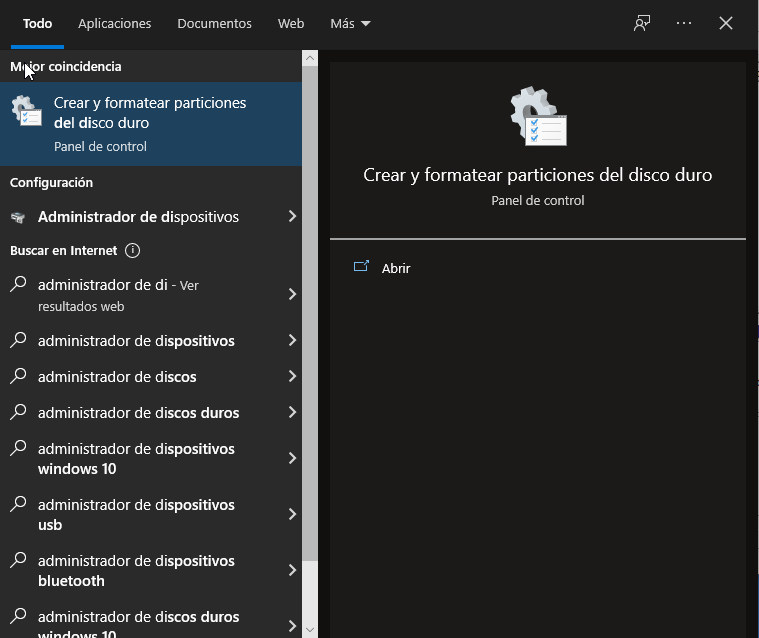 Todo Aplicaciones Documentos Web Más
Mejor coincidencia
Crear y formatear particiones
del disco duro
Panel de control
Configuración
Administrador de dispositivos
Buscar en Internet
administrador de di - Ver
resultados web
administrador de dispositivos
administrador de discos
administrador de discos duros
administrador de dispositivos
windows 10
administrador de dispositivos
usb
administrador de dispositivos
bluetooth
administrador de discos duros
windows 10
Crear y formatear particiones del disco duro
Panel de control
Abrir